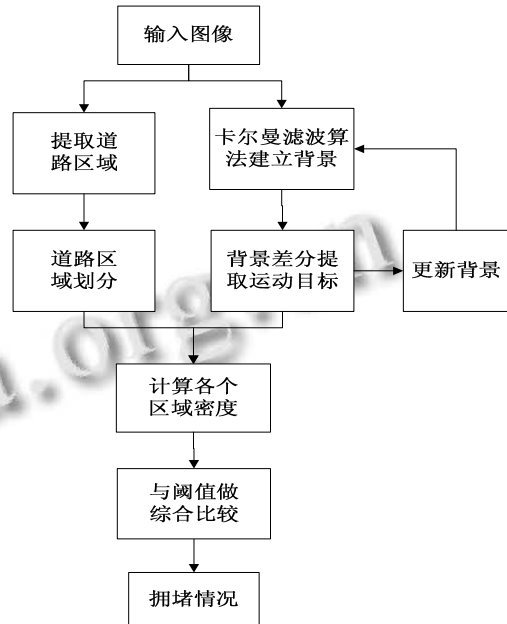 输入图像
提取道
路区域
卡尔曼滤波算
法建立背景
道路区
域划分
背景差分提
取运动目标
更新背景
计算各个
区域密度
与阈值做
综合比较
拥堵情况